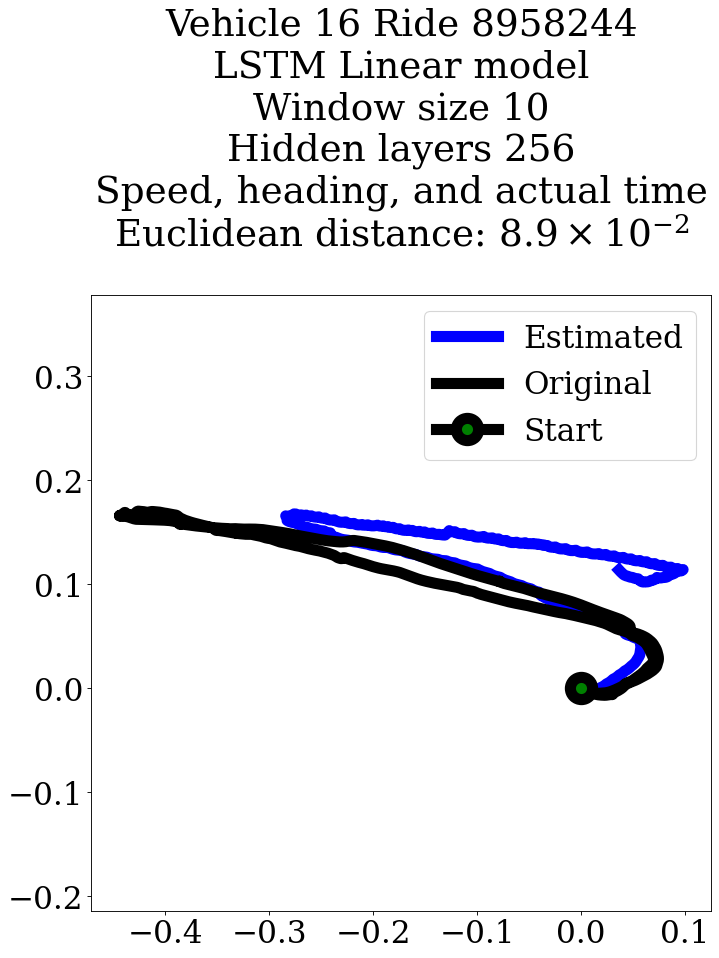 Vehicle 16 Ride 8958244
LSTM Linear model
Window size 10
Hidden layers 256
Speed, heading, and actual time
Euclidean distance: 8.9 × 10⁻²
Estimated
Original
Start
0.3
0.2
0.1
0.0
−0.1
−0.2
−0.4 −0.3 −0.2 −0.1 0.0 0.1